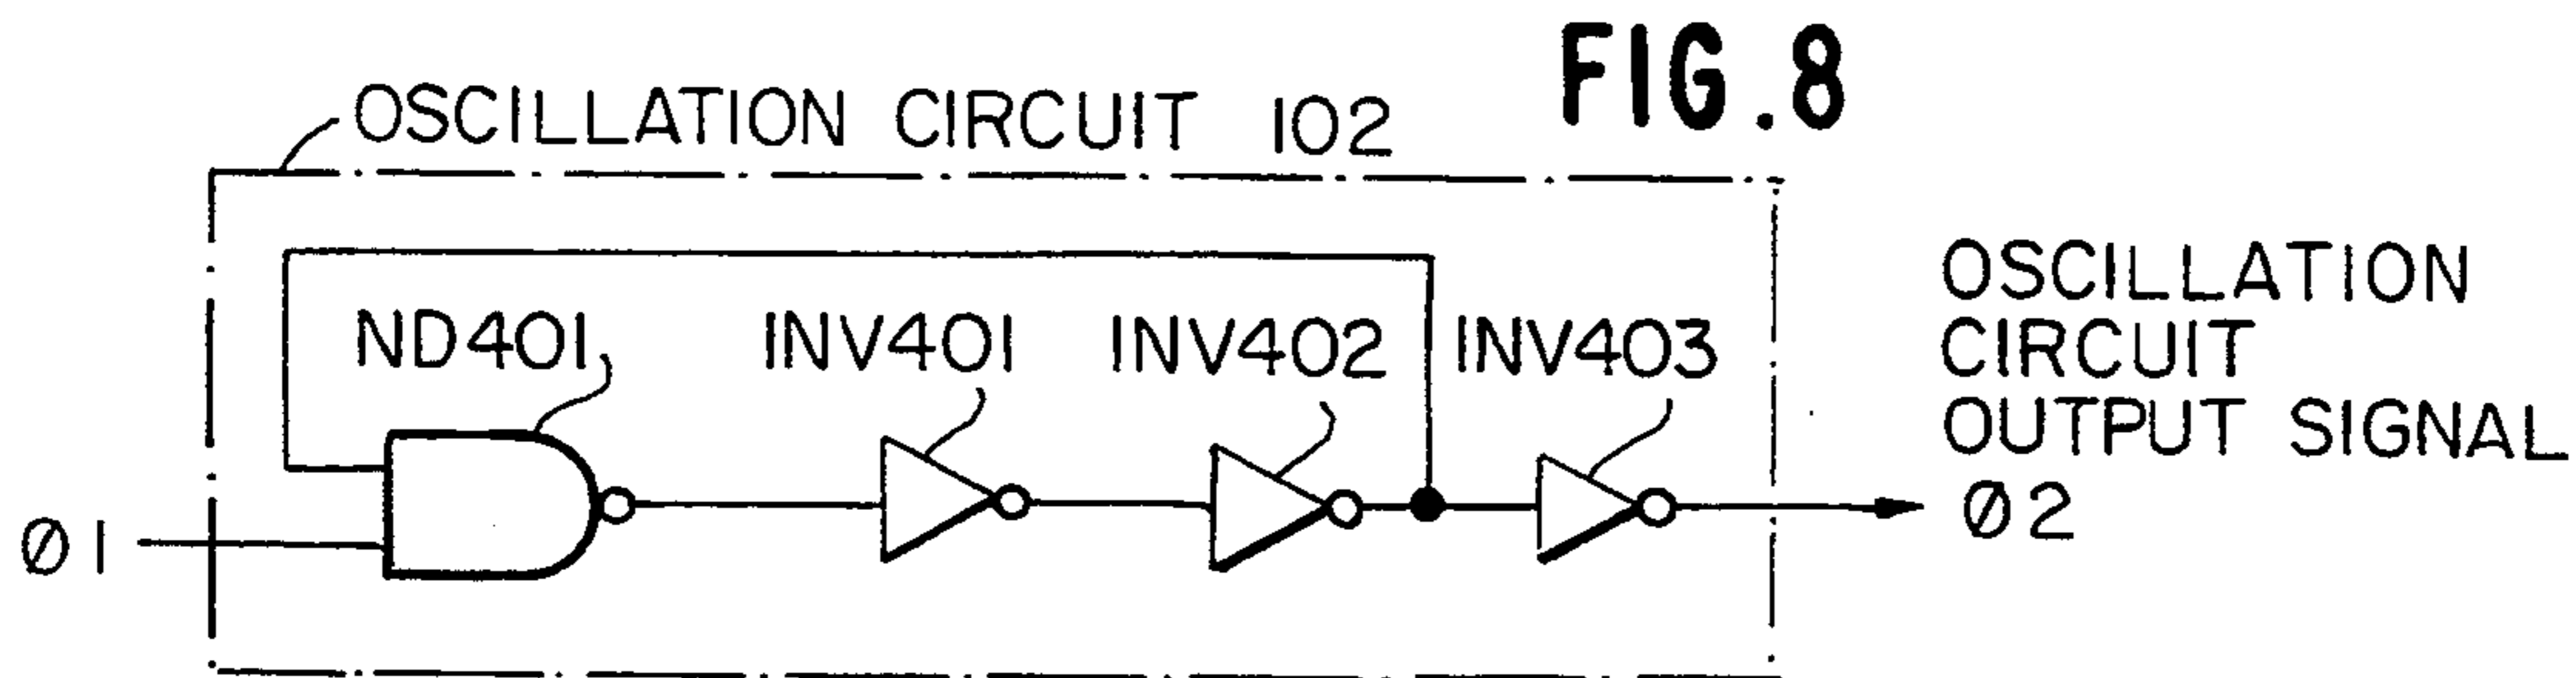 FIG.8
OSCILLATION CIRCUIT 102
ND401
INV401
INV402
INV403
Ø1
OSCILLATION
CIRCUIT
OUTPUT SIGNAL
Ø2